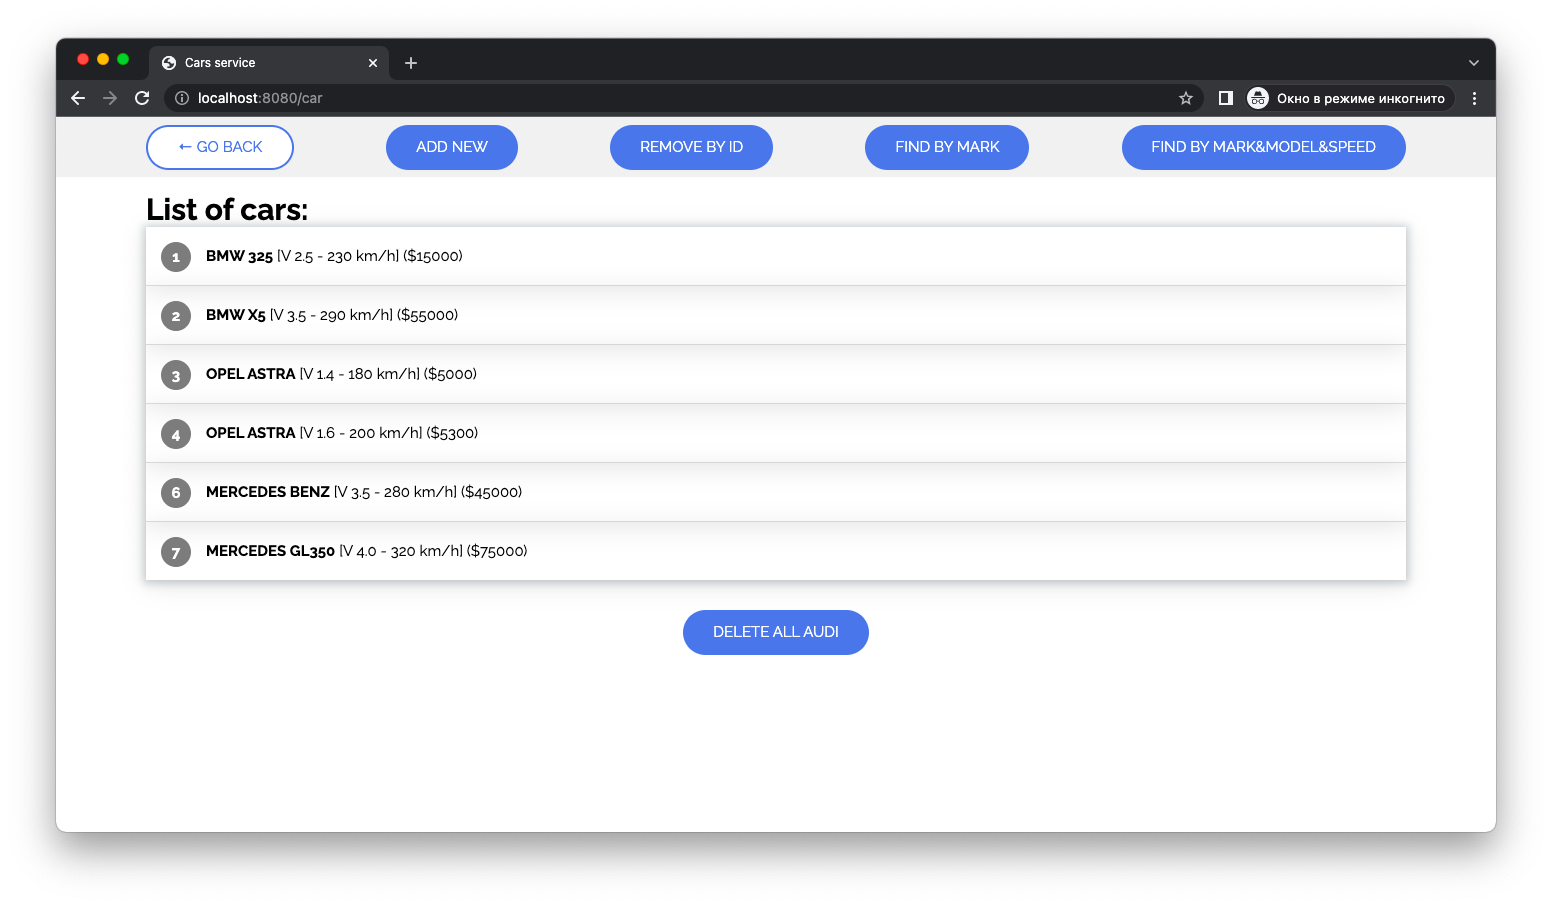 Cars service
localhost:8080/car
Окно в режиме инкогнито
← GO BACK
ADD NEW
REMOVE BY ID
FIND BY MARK
FIND BY MARK&MODEL&SPEED
List of cars:
1 BMW 325 [V 2.5 - 230 km/h] ($15000)
2 BMW X5 [V 3.5 - 290 km/h] ($55000)
3 OPEL ASTRA [V 1.4 - 180 km/h] ($5000)
4 OPEL ASTRA [V 1.6 - 200 km/h] ($5300)
6 MERCEDES BENZ [V 3.5 - 280 km/h] ($45000)
7 MERCEDES GL350 [V 4.0 - 320 km/h] ($75000)
DELETE ALL AUDI